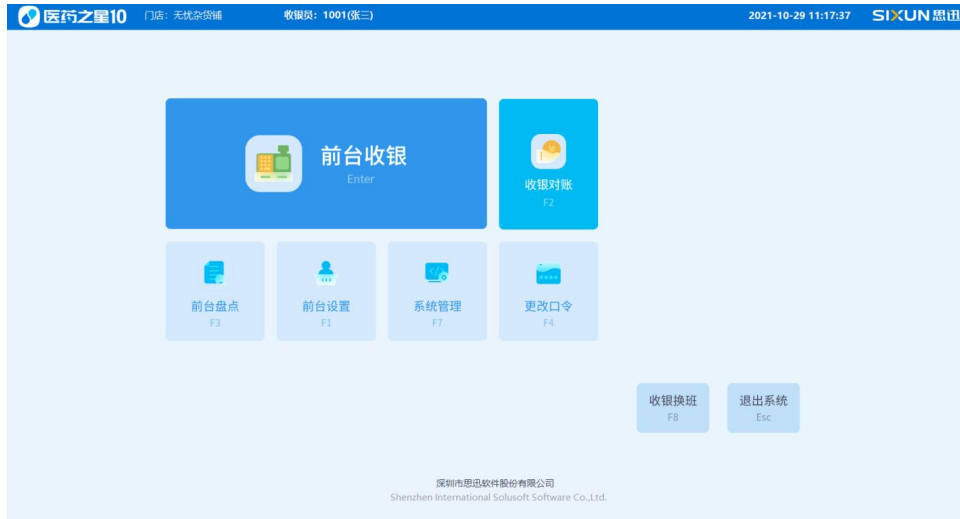 医药之星10 门店：无忧杂货铺 收银员：1001(张三) 2021-10-29 11:17:37 SIXUN思迅
前台收银
Enter
收银对账
F2
前台盘点
F3
前台设置
F1
系统管理
F7
更改口令
F4
收银换班
F8
退出系统
Esc
深圳市思迅软件股份有限公司
Shenzhen International Solusoft Software Co.,Ltd.